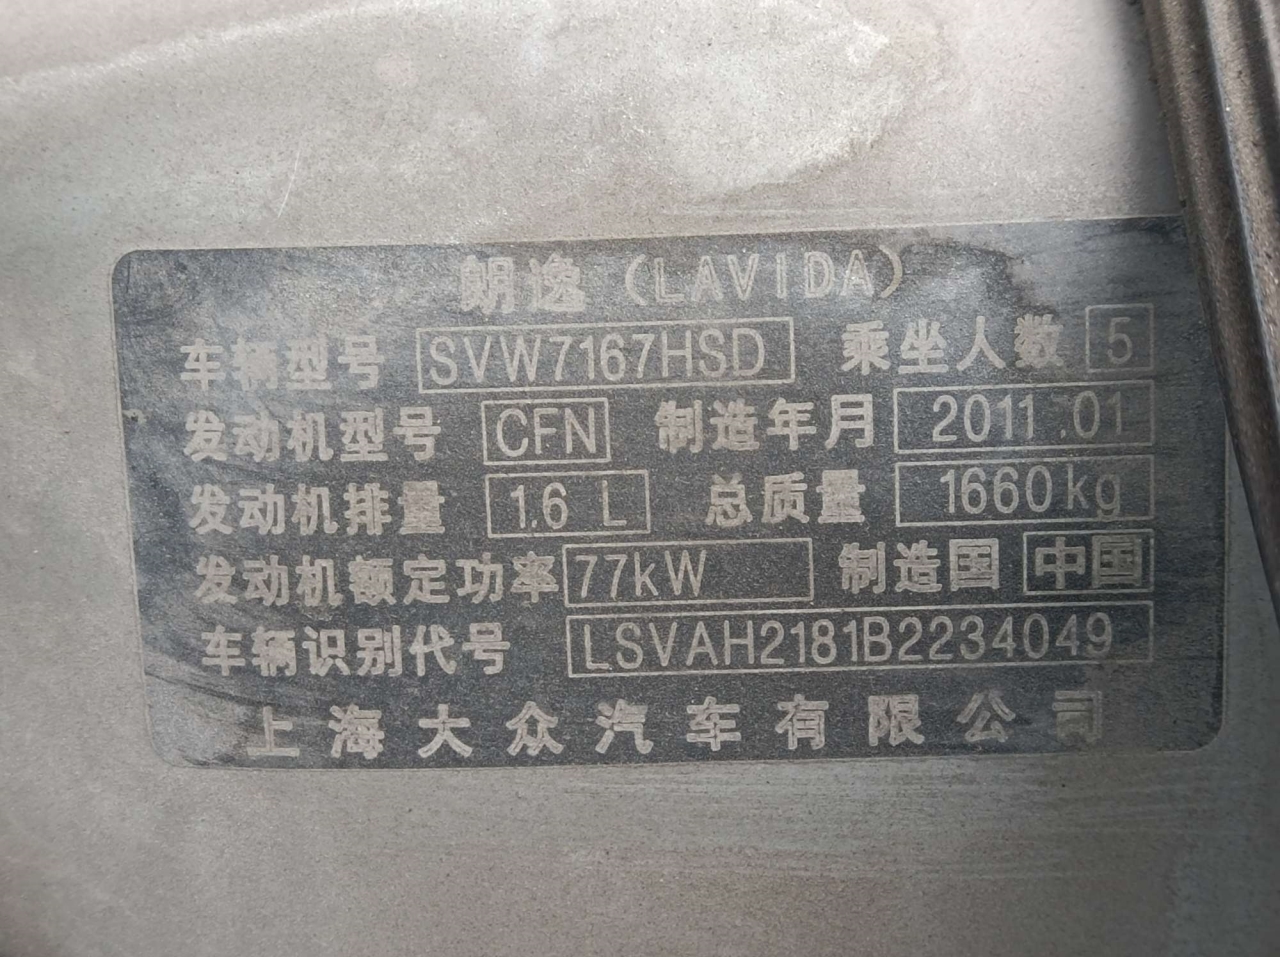 朗逸（LAVIDA）
车辆型号 SVW7167HSD 乘坐人数 5
发动机型号 CFN 制造年月 2011.01
发动机排量 1.6 L 总质量 1660kg
发动机额定功率 77kW 制造国 中国
车辆识别代号 LSVAH2181B2234049
上海大众汽车有限公司